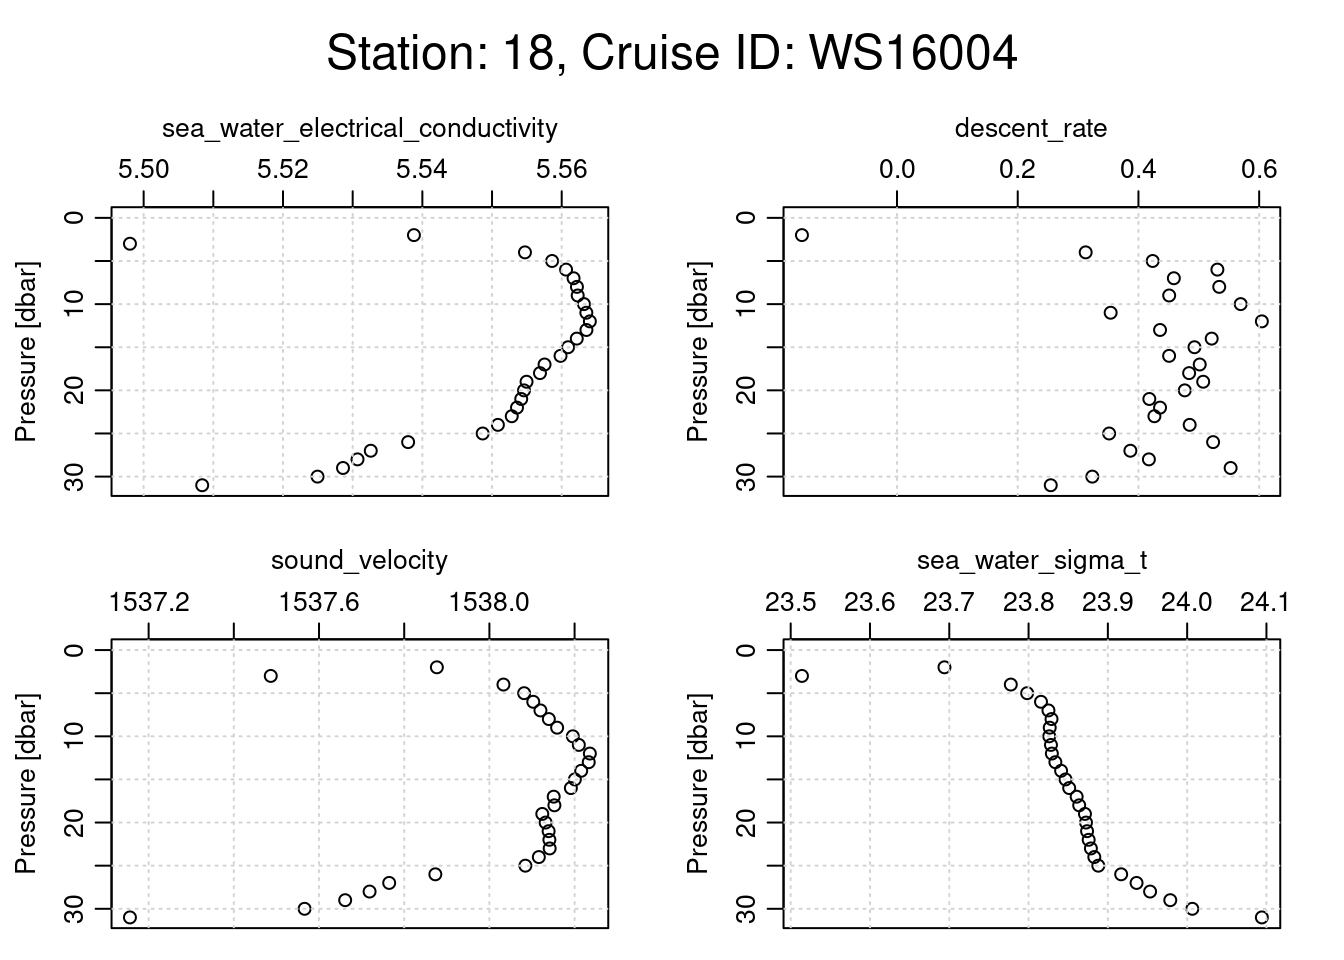 Station: 18, Cruise ID: WS16004
sea_water_electrical_conductivity
5.50 5.52 5.54 5.56
Pressure [dbar]
0 10 20 30
descent_rate
0.0 0.2 0.4 0.6
Pressure [dbar]
0 10 20 30
sound_velocity
1537.2 1537.6 1538.0
Pressure [dbar]
0 10 20 30
sea_water_sigma_t
23.5 23.6 23.7 23.8 23.9 24.0 24.1
Pressure [dbar]
0 10 20 30